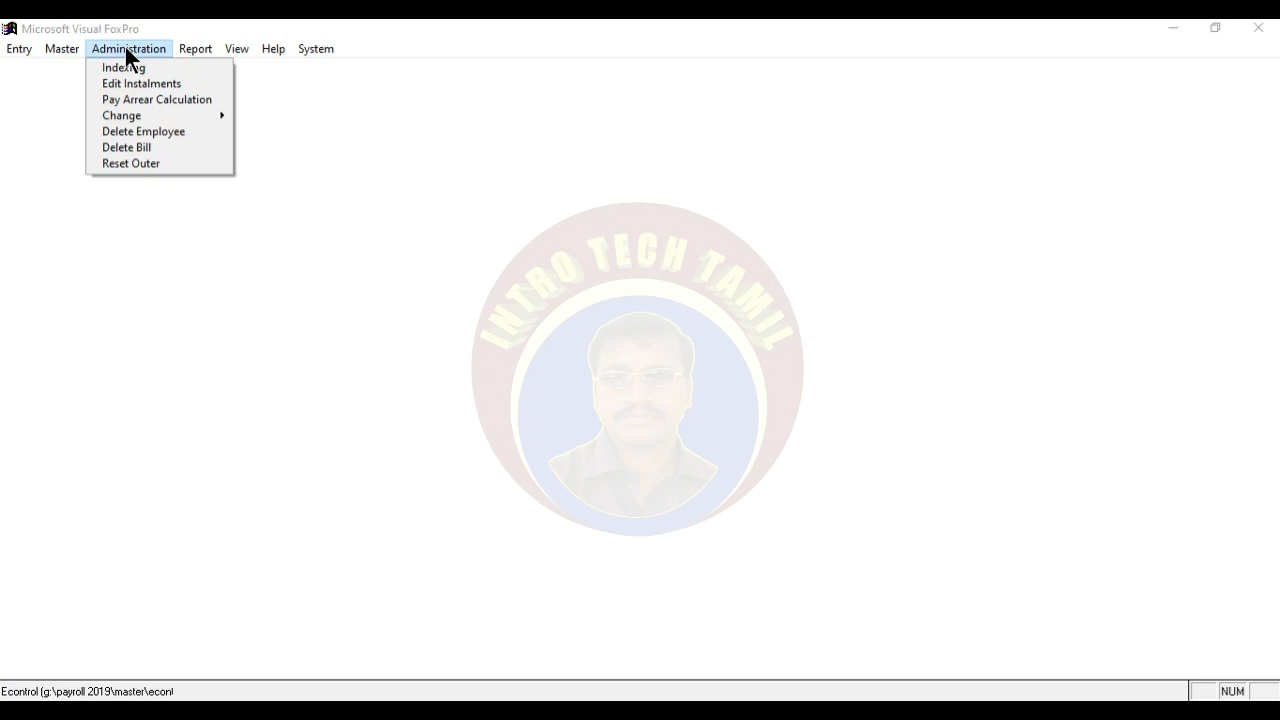 Microsoft Visual FoxPro
Entry Master Administration Report View Help System
Indexing
Edit Instalments
Pay Arrear Calculation
Change
Delete Employee
Delete Bill
Reset Outer
INTRO TECH TAMIL
Econtrol (g:\payroll 2019\master\econt
NUM